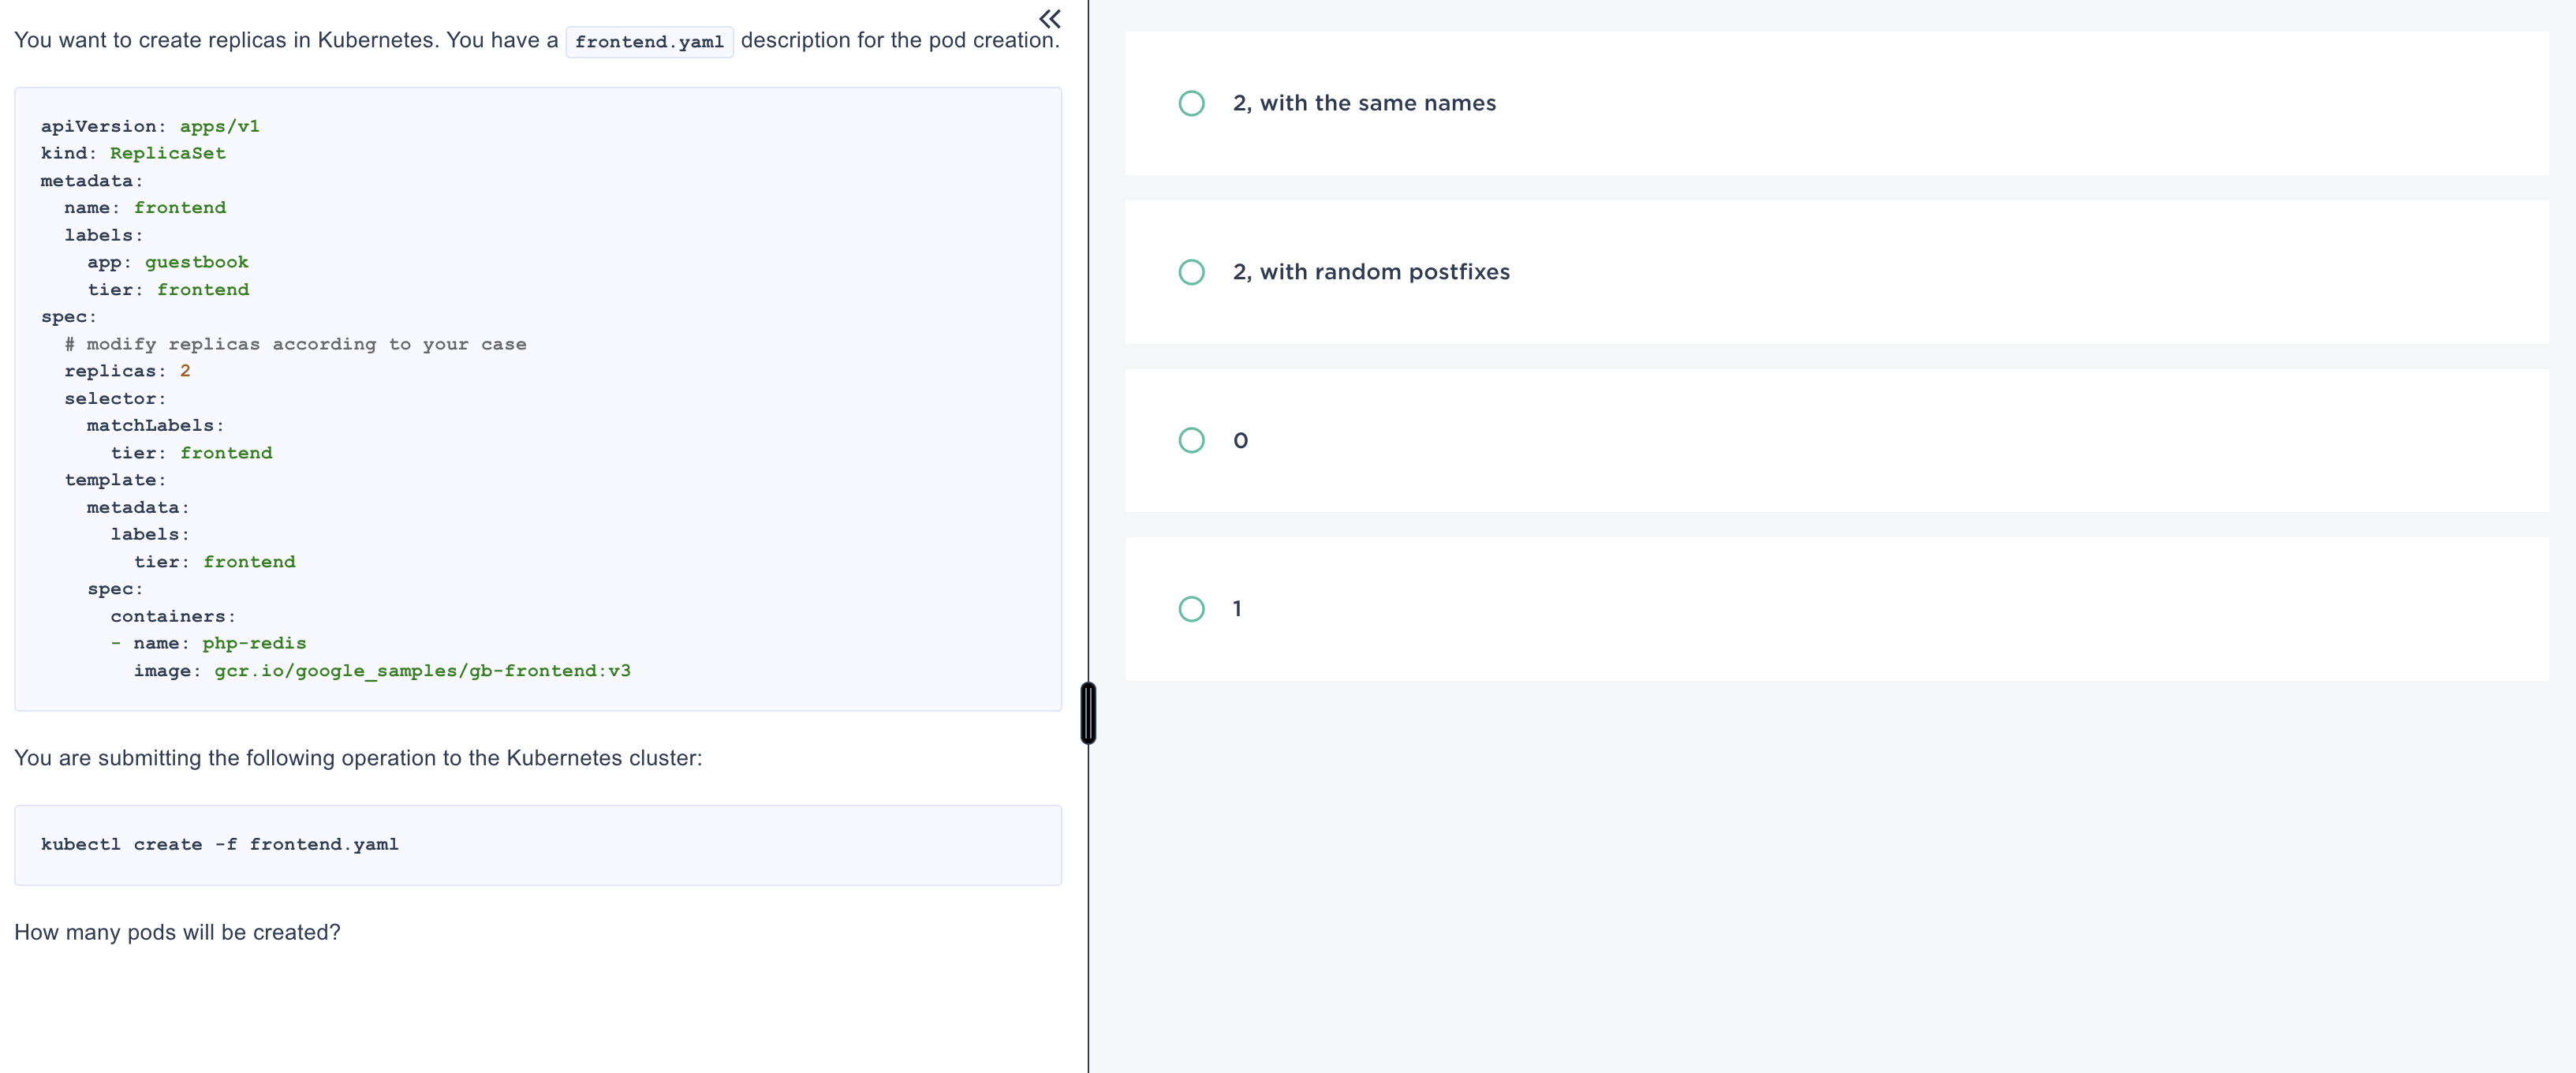 You want to create replicas in Kubernetes. You have a frontend.yaml description for the pod creation.
apiVersion: apps/v1
kind: ReplicaSet
metadata:
  name: frontend
  labels:
    app: guestbook
    tier: frontend
spec:
  # modify replicas according to your case
  replicas: 2
  selector:
    matchLabels:
      tier: frontend
  template:
    metadata:
      labels:
        tier: frontend
    spec:
      containers:
      - name: php-redis
        image: gcr.io/google_samples/gb-frontend:v3
You are submitting the following operation to the Kubernetes cluster:
kubectl create -f frontend.yaml
How many pods will be created?
2, with the same names
2, with random postfixes
0
1